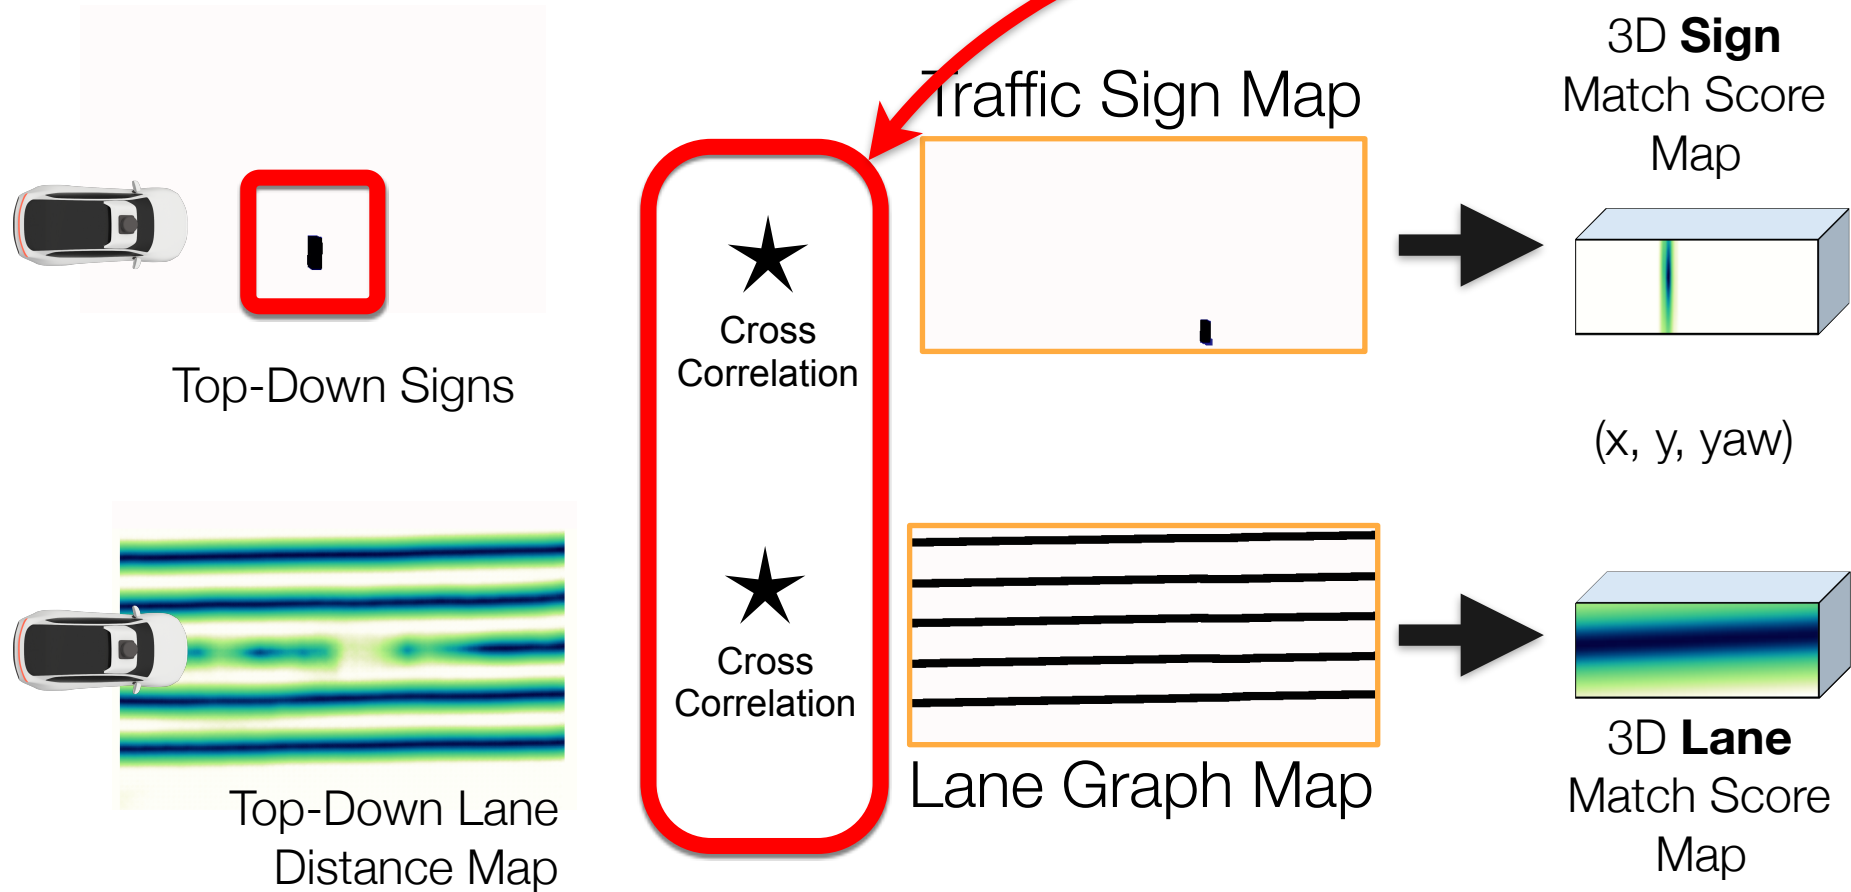 3D Sign
Match Score
Map
Traffic Sign Map
Cross
Correlation
Top-Down Signs
(x, y, yaw)
Cross
Correlation
Lane Graph Map
3D Lane
Match Score
Map
Top-Down Lane
Distance Map